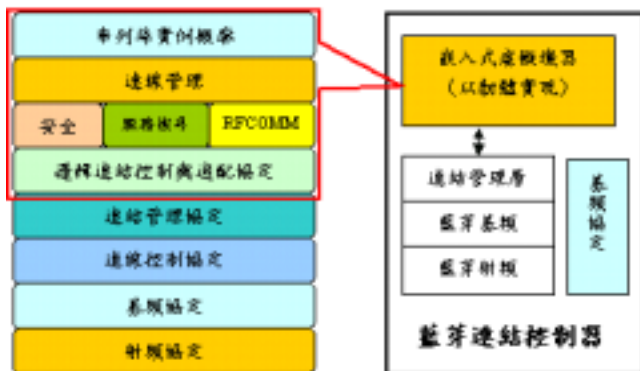 串列埠實例概廓
連線管理
安全
服務搜尋
RFCOMM
邏輯連結控制與適配協定
連結管理協定
連線控制協定
基頻協定
射頻協定
嵌入式虛擬機器
(以韌體實現)
連結管理層
藍芽基頻
藍芽射頻
基頻協定
藍芽連結控制器